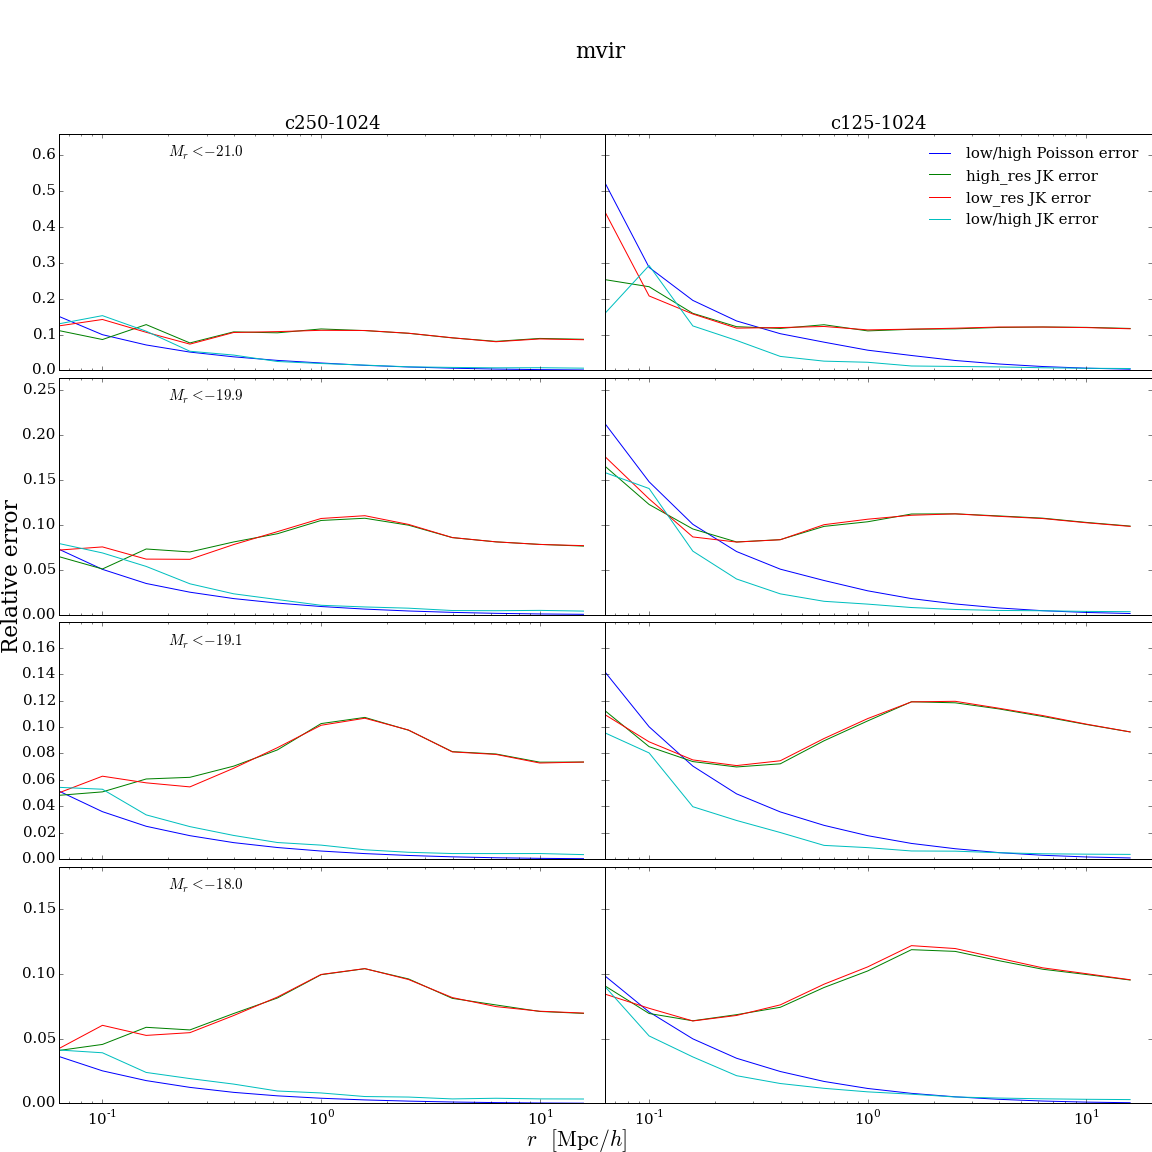 mvir
c250-1024
c125-1024
M_r < −21.0
low/high Poisson error
high_res JK error
low_res JK error
low/high JK error
0.6
0.5
0.4
0.3
0.2
0.1
0.0
M_r < −19.9
0.25
0.20
0.15
0.10
0.05
0.00
Relative error
M_r < −19.1
0.16
0.14
0.12
0.10
0.08
0.06
0.04
0.02
0.00
M_r < −18.0
0.15
0.10
0.05
0.00
10^-1 10^0 10^1 10^-1 10^0 10^1
r [Mpc/h]